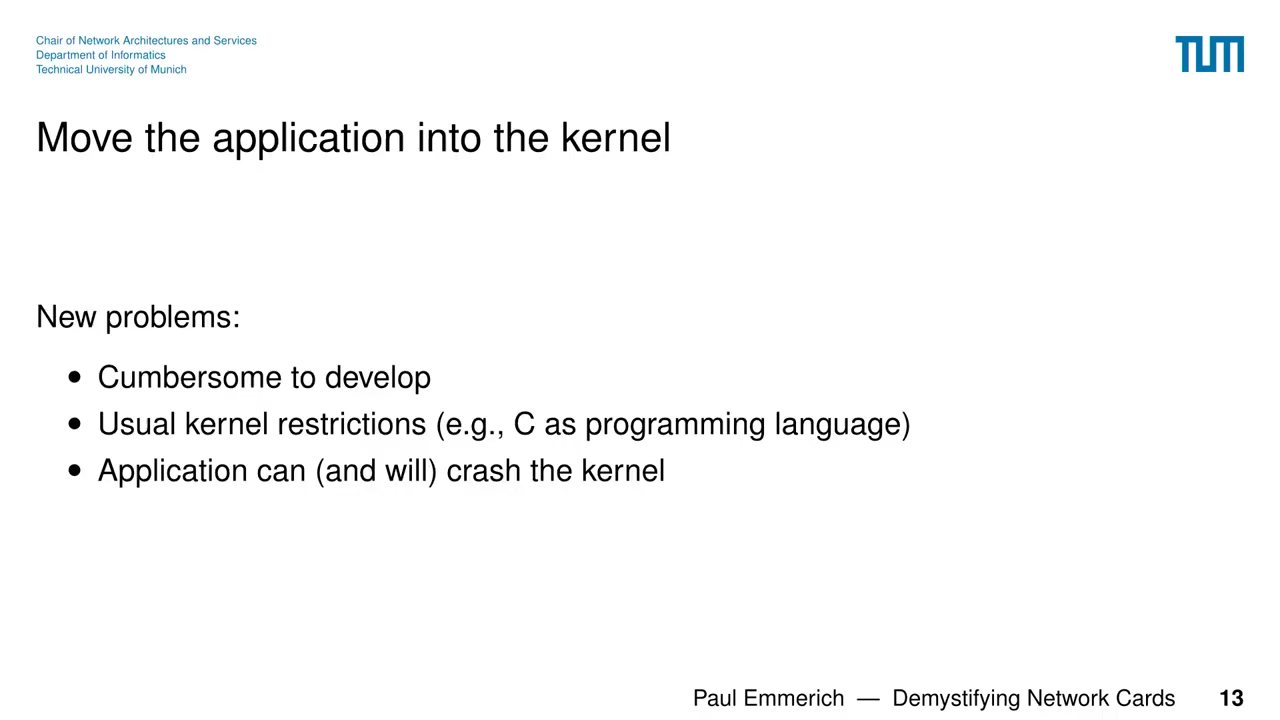 Chair of Network Architectures and Services
Department of Informatics
Technical University of Munich
TUM
Move the application into the kernel
New problems:
• Cumbersome to develop
• Usual kernel restrictions (e.g., C as programming language)
• Application can (and will) crash the kernel
Paul Emmerich — Demystifying Network Cards 13